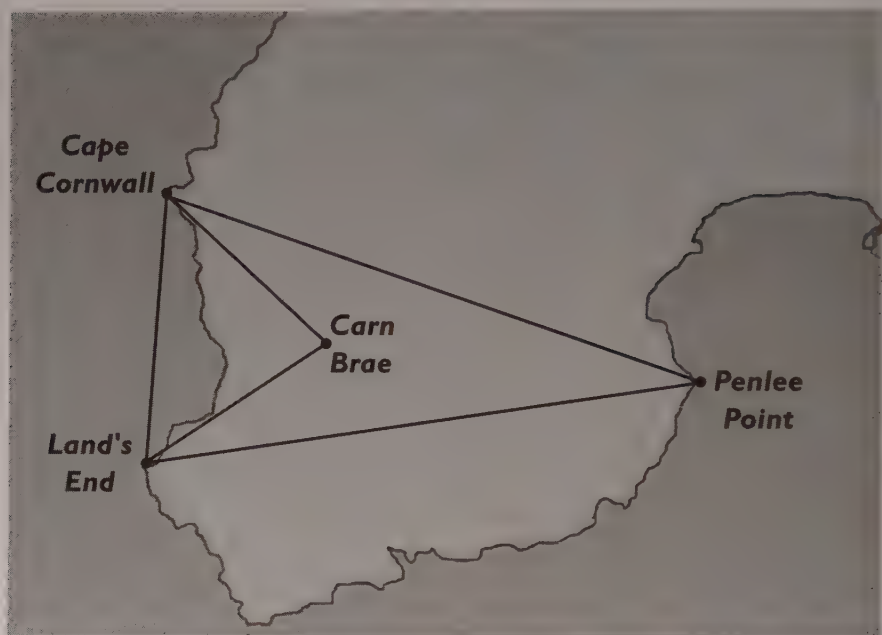 Cape
Cornwall
Carn
Brae
Penlee
Point
Land's
End